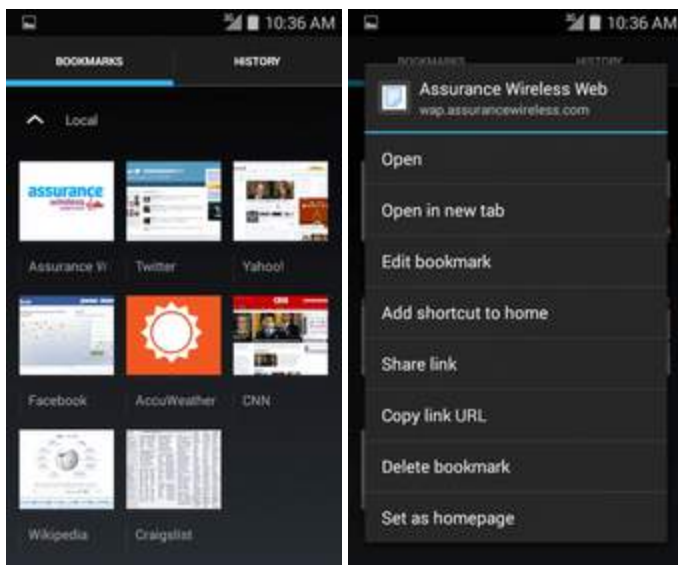 10:36 AM
BOOKMARKS
HISTORY
Local
assurance
wireless
Assurance W
Twitter
Yahoo!
Facebook
AccuWeather
CNN
Wikipedia
Craigslist
10:36 AM
BOOKMARKS
HISTORY
Assurance Wireless Web
wap.assurancewireless.com
Open
Open in new tab
Edit bookmark
Add shortcut to home
Share link
Copy link URL
Delete bookmark
Set as homepage